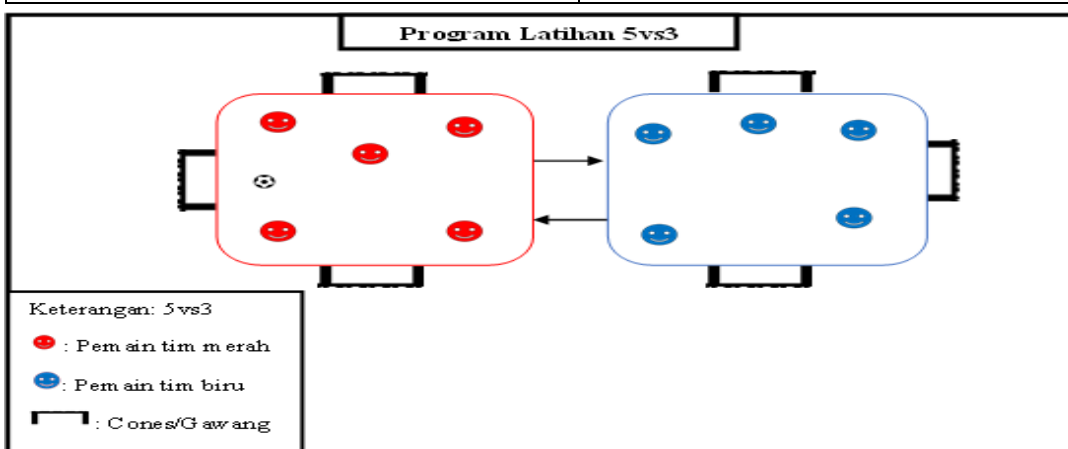 Program Latihan 5vs3
Keterangan: 5vs3
: Pemain tim merah
: Pemain tim biru
: Cones/Gawang